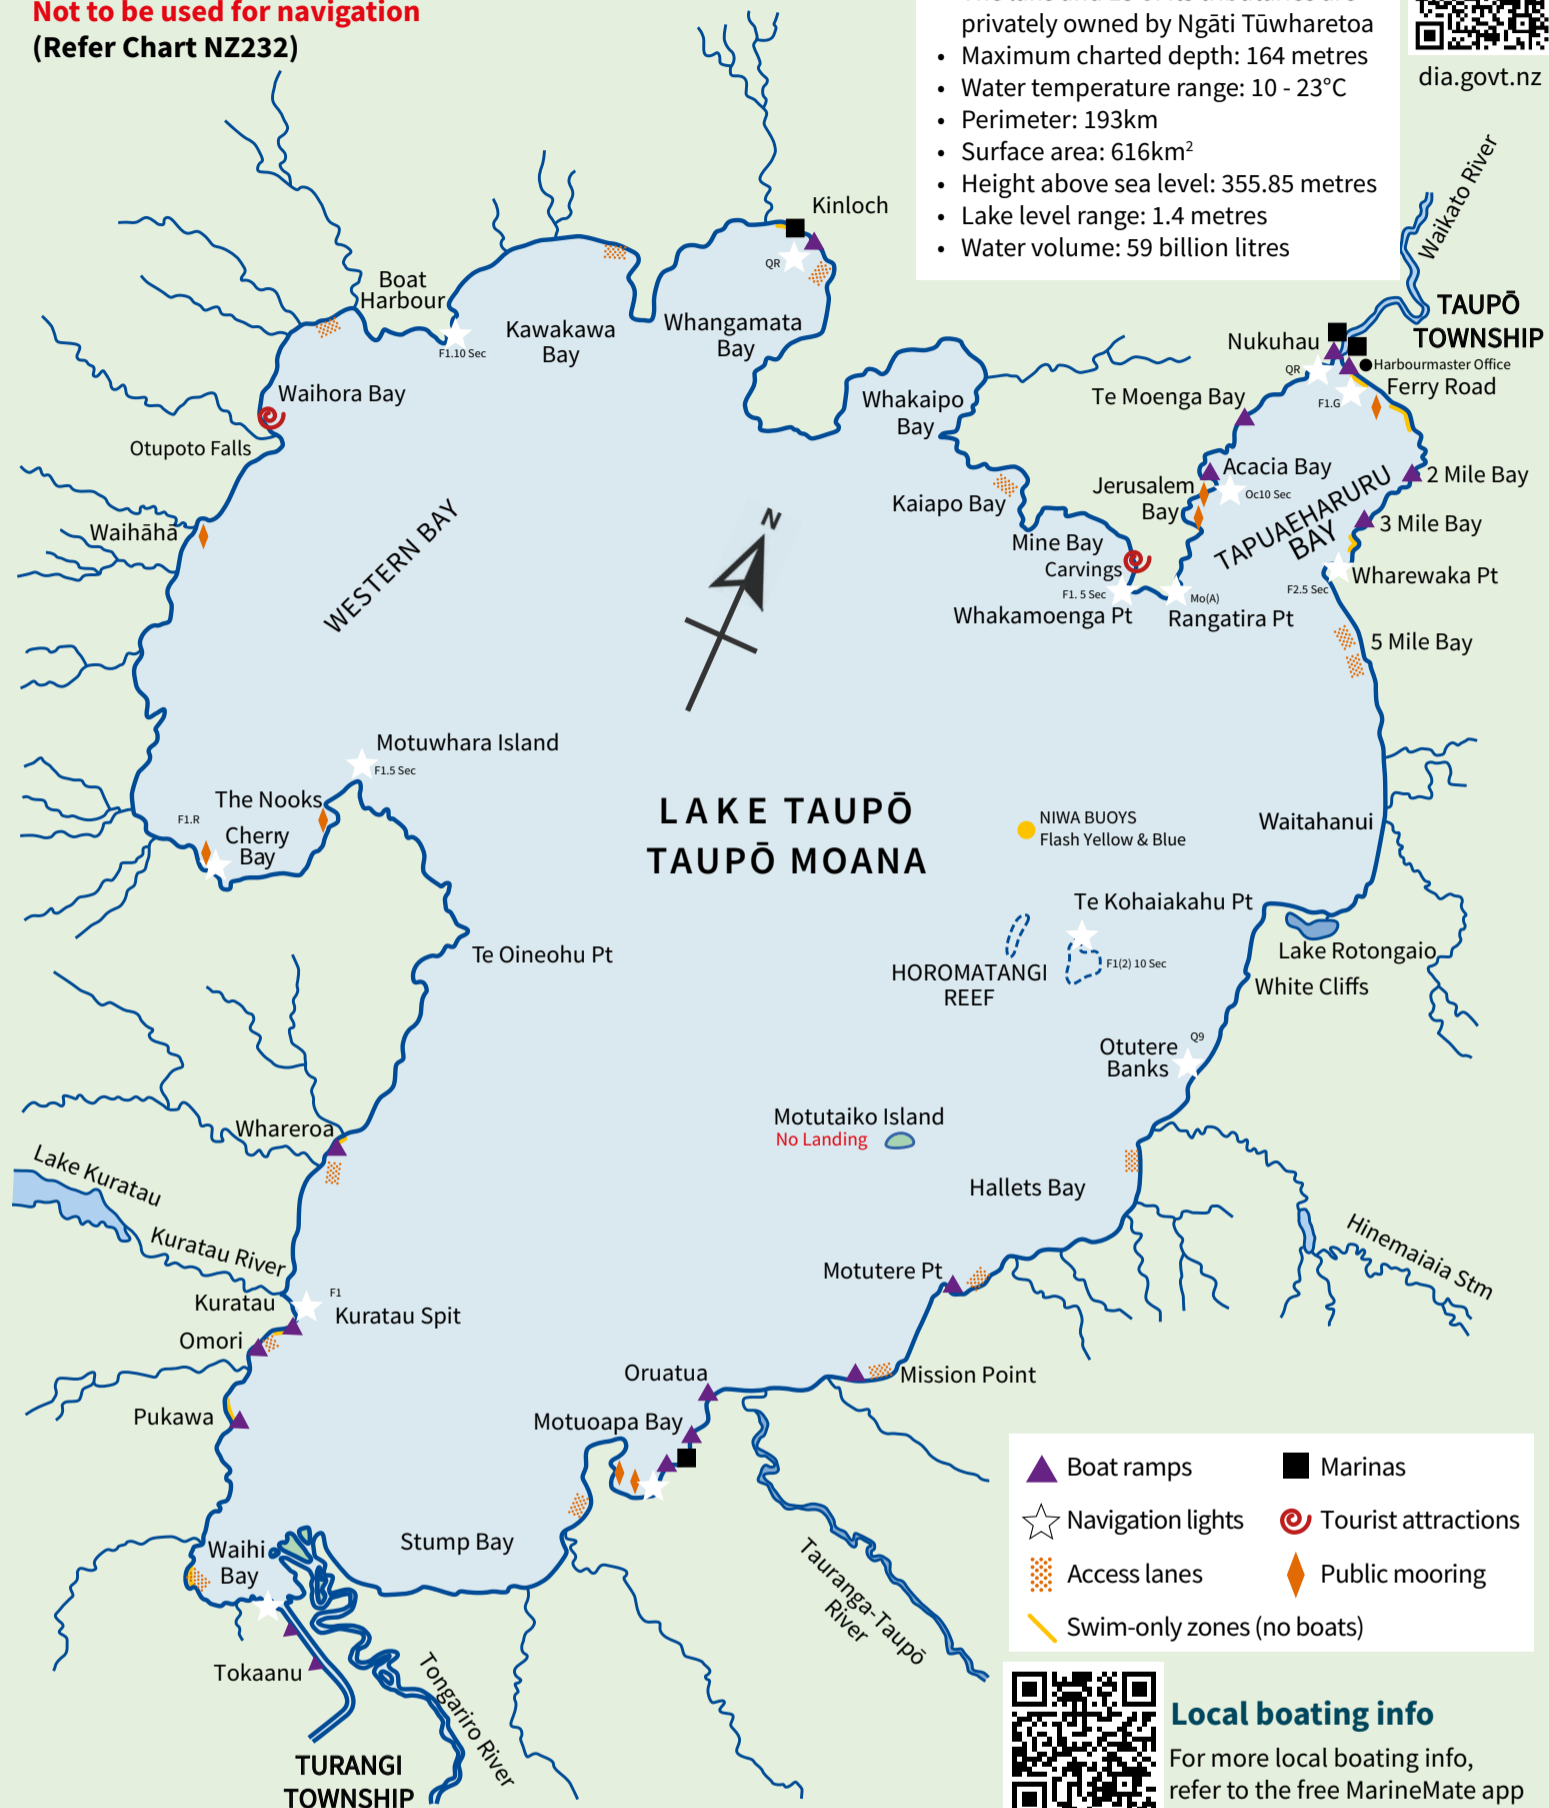 Not to be used for navigation
(Refer Chart NZ232)
privately owned by Ngāti Tūwharetoa
• Maximum charted depth: 164 metres
• Water temperature range: 10 - 23°C
• Perimeter: 193km
• Surface area: 616km²
• Height above sea level: 355.85 metres
• Lake level range: 1.4 metres
• Water volume: 59 billion litres
dia.govt.nz
Waikato River
Kinloch
QR
Boat
Harbour
F1.10 Sec
Kawakawa
Bay
Whangamata
Bay
TAUPŌ
TOWNSHIP
Nukuhau
Harbourmaster Office
QR
F1.G
Ferry Road
Te Moenga Bay
Whakaipo
Bay
Waihora Bay
Otupoto Falls
Acacia Bay
Oc10 Sec
2 Mile Bay
Jerusalem
Bay
Kaiapo Bay
TAPUAEHARURU
BAY
3 Mile Bay
Waihāhā
WESTERN BAY
N
Mine Bay
Carvings
F1. 5 Sec
Whakamoenga Pt
Mo(A)
Rangatira Pt
F2.5 Sec
Wharewaka Pt
5 Mile Bay
Motuwhara Island
F1.5 Sec
The Nooks
F1.R
Cherry
Bay
LAKE TAUPŌ
TAUPŌ MOANA
NIWA BUOYS
Flash Yellow & Blue
Waitahanui
Te Kohaiakahu Pt
Te Oineohu Pt
HOROMATANGI
REEF
F1(2) 10 Sec
Lake Rotongaio
White Cliffs
Q9
Otutere
Banks
Motutaiko Island
No Landing
Whareroa
Lake Kuratau
Hallets Bay
Kuratau River
Hinemaiaia Stm
Motutere Pt
Kuratau
F1
Kuratau Spit
Omori
Oruatua
Mission Point
Pukawa
Motuoapa Bay
Stump Bay
Waihi
Bay
Tauranga-Taupō
River
Tokaanu
Tongariro River
TURANGI
TOWNSHIP
Boat ramps
Marinas
Navigation lights
Tourist attractions
Access lanes
Public mooring
Swim-only zones (no boats)
Local boating info
For more local boating info,
refer to the free MarineMate app